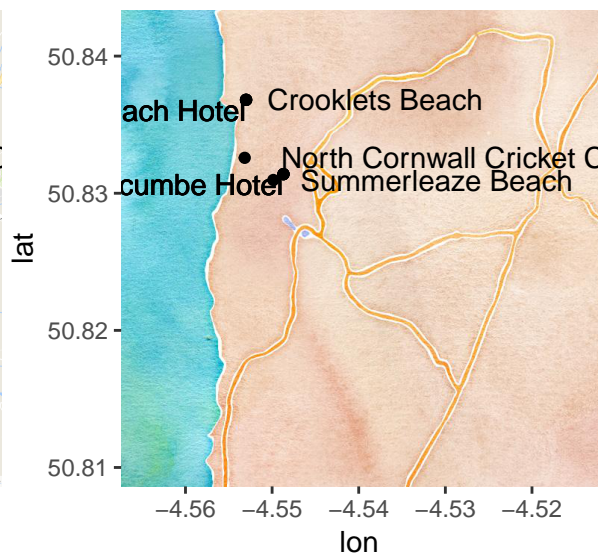 50.84
Crooklets Beach
ach Hotel
North Cornwall Cricket C
50.83
cumbe Hotel
Summerleaze Beach
lat
50.82
50.81
−4.56
−4.55
−4.54
−4.53
−4.52
lon